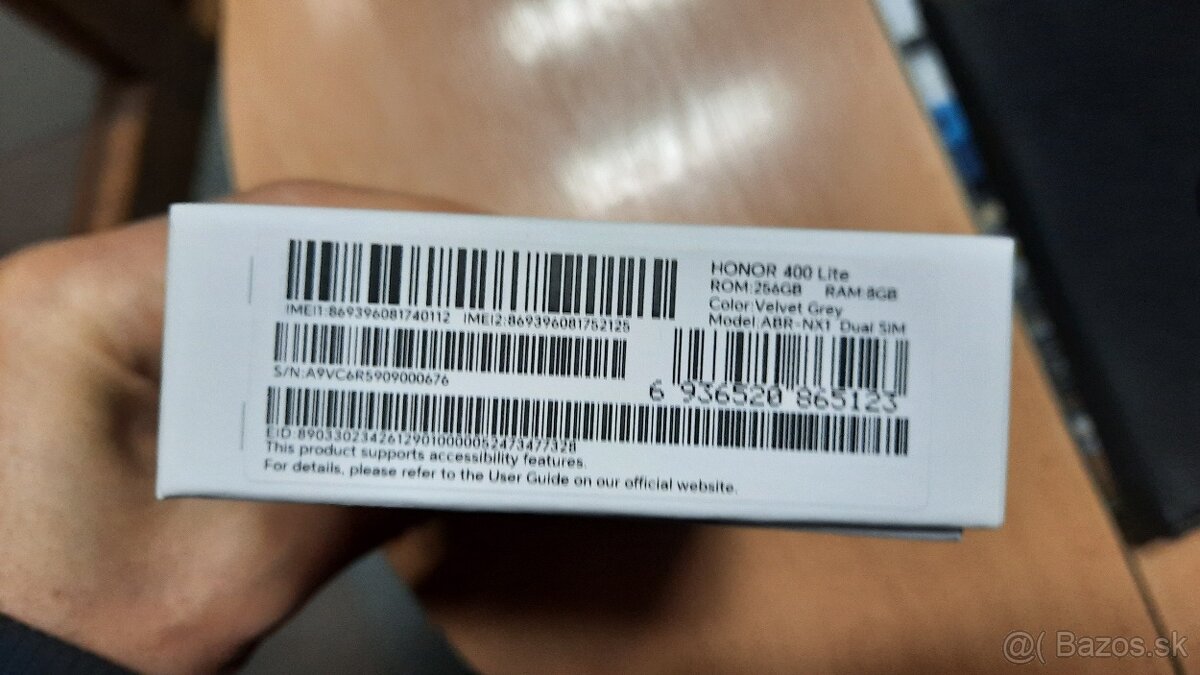 HONOR 400 Lite
ROM:256GB RAM:8GB
Color:Velvet Grey
Model:ABR-NX1 Dual SIM
IMEI1:869396081740112 IMEI2:869396081752125
S/N:A9VC6R5909000676
6 936520 865123
EID:89033023426129010000052473477328
This product supports accessibility features.
For details, please refer to the User Guide on our official website.
@( Bazos.sk